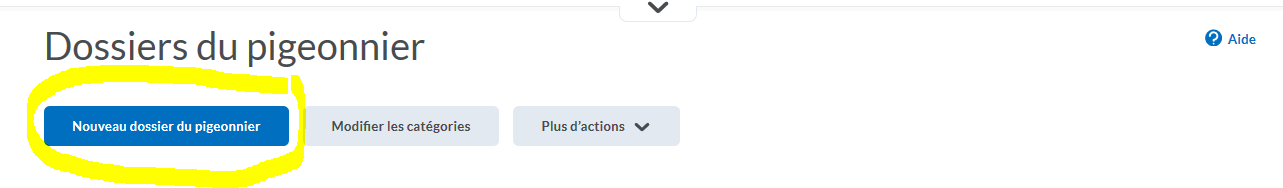 Dossiers du pigeonnier
Aide
Nouveau dossier du pigeonnier
Modifier les catégories
Plus d’actions